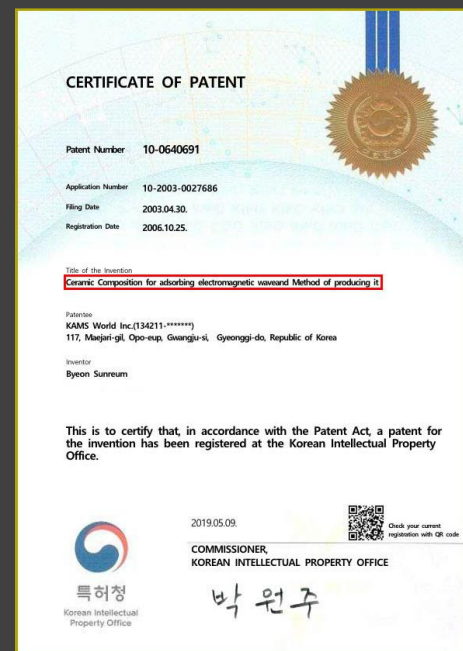 CERTIFICATE OF PATENT
Patent Number 10-0640691
Application Number 10-2003-0027686
Filing Date 2003.04.30.
Registration Date 2006.10.25.
Title of the Invention
Ceramic Composition for adsorbing electromagnetic waveand Method of producing it
Patentee
KAMS World Inc.(134211-*******)
117, Maejari-gil, Opo-eup, Gwangju-si, Gyeonggi-do, Republic of Korea
Inventor
Byeon Sunreum
This is to certify that, in accordance with the Patent Act, a patent for
the invention has been registered at the Korean Intellectual Property
Office.
2019.05.09.
Check your current
registration with QR code
COMMISSIONER,
KOREAN INTELLECTUAL PROPERTY OFFICE
박원주
특허청
Korean Intellectual
Property Office